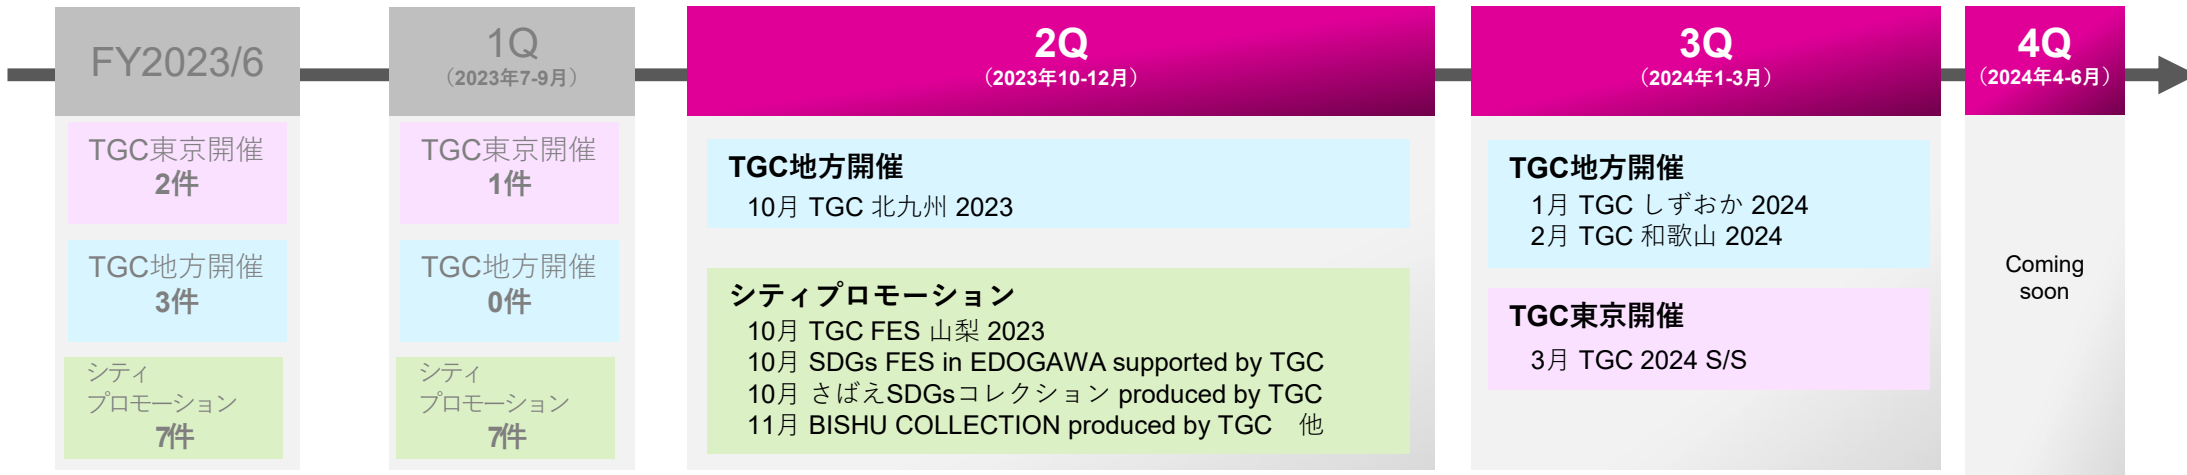 FY2023/6
TGC東京開催
2件
TGC地方開催
3件
シティ
プロモーション
7件
1Q
（2023年7-9月）
TGC東京開催
1件
TGC地方開催
0件
シティ
プロモーション
7件
2Q
（2023年10-12月）
TGC地方開催
10月 TGC 北九州 2023
シティプロモーション
10月 TGC FES 山梨 2023
10月 SDGs FES in EDOGAWA supported by TGC
10月 さばえSDGsコレクション produced by TGC
11月 BISHU COLLECTION produced by TGC　他
3Q
（2024年1-3月）
TGC地方開催
1月 TGC しずおか 2024
2月 TGC 和歌山 2024
TGC東京開催
3月 TGC 2024 S/S
4Q
（2024年4-6月）
Coming
soon